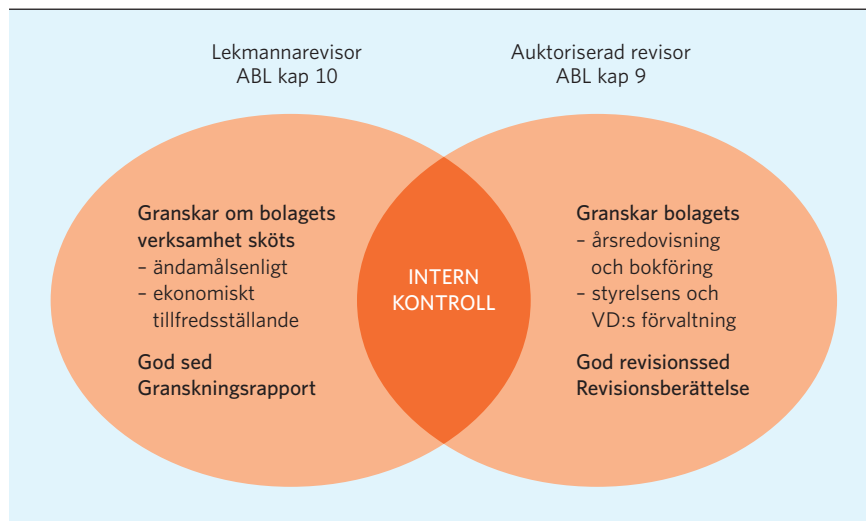 Lekmannarevisor
ABL kap 10
Auktoriserad revisor
ABL kap 9
Granskar om bolagets
verksamhet sköts
– ändamålsenligt
– ekonomiskt
tillfredsställande
God sed
Granskningsrapport
INTERN
KONTROLL
Granskar bolagets
– årsredovisning
och bokföring
– styrelsens och
VD:s förvaltning
God revisionssed
Revisionsberättelse